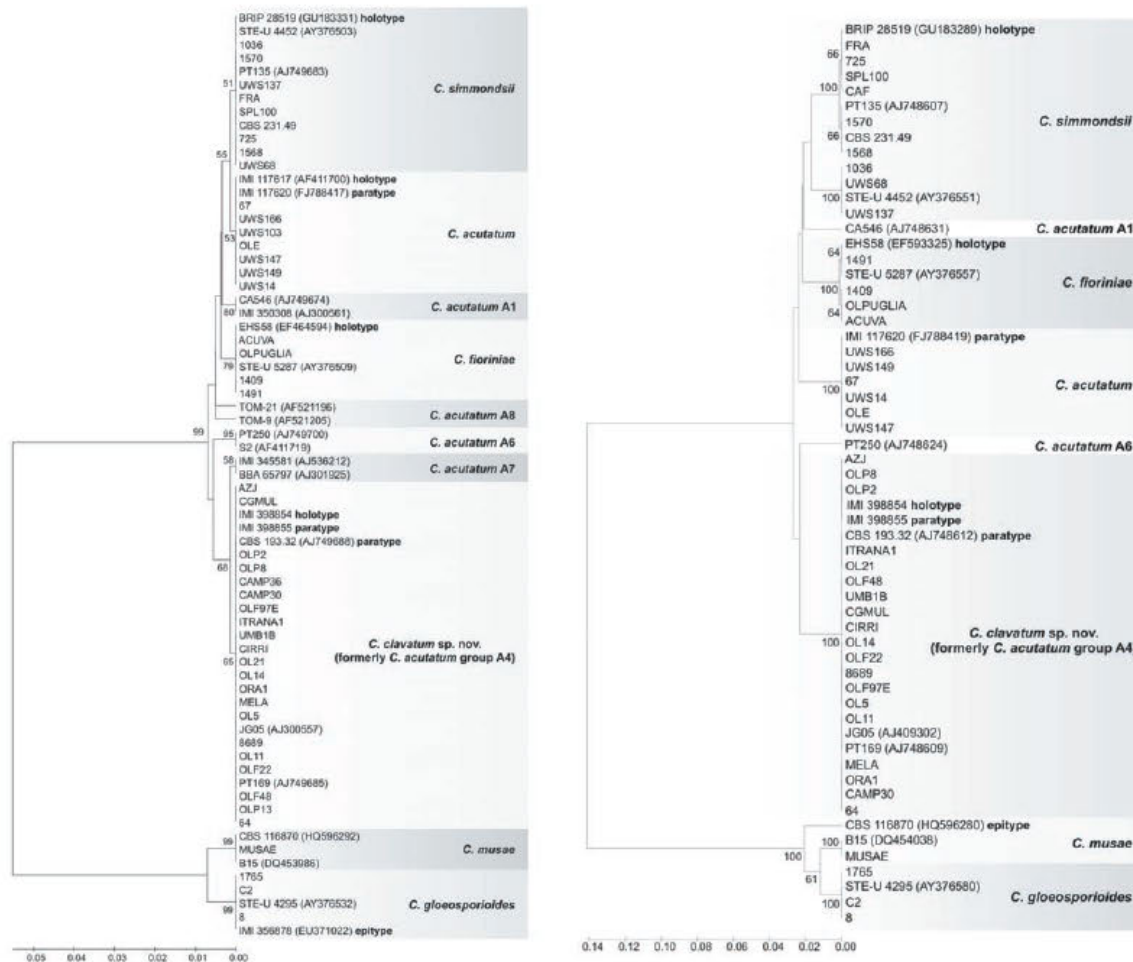 BRIP 28519 (GU183331) holotype
STE-U 4452 (AY376503)
1036
1570
PT135 (AJ749683)
51
UWS137
C. simmondsii
FRA
SPL100
CBS 231.49
725
1568
55
UWS68
IMI 117617 (AF411700) holotype
IMI 117620 (FJ788417) paratype
67
UWS166
UWS103
C. acutatum
53
OLE
UWS147
UWS149
UWS14
CA546 (AJ749674)
C. acutatum A1
80
IMI 350308 (AJ300561)
EHS58 (EF464594) holotype
ACUVA
OLPUGLIA
C. fioriniae
79
STE-U 5287 (AY376509)
1409
1491
TOM-21 (AF521196)
C. acutatum A8
TOM-9 (AF521205)
99
95
PT250 (AJ749700)
C. acutatum A6
S2 (AF411719)
58
IMI 345581 (AJ536212)
C. acutatum A7
BBA 65797 (AJ301925)
AZJ
CGMUL
IMI 398854 holotype
IMI 398855 paratype
CBS 193.32 (AJ749688) paratype
OLP2
68
OLP8
CAMP36
CAMP30
OLF97E
ITRANA1
UMB1B
C. clavatum sp. nov.
CIRRI
(formerly C. acutatum group A4)
65
OL21
OL14
ORA1
MELA
OL5
JG05 (AJ300557)
8689
OL11
OLF22
PT169 (AJ749685)
OLF48
OLP13
64
99
CBS 116870 (HQ596292)
MUSAE
C. musae
B15 (DQ453986)
1765
C2
99
STE-U 4295 (AY376532)
C. gloeosporioides
8
IMI 356878 (EU371022) epitype
0.05 0.04 0.03 0.02 0.01 0.00
BRIP 28519 (GU183289) holotype
66
FRA
725
SPL100
100
CAF
PT135 (AJ748607)
1570
C. simmondsii
66
CBS 231.49
1568
1036
UWS68
100
STE-U 4452 (AY376551)
UWS137
CA546 (AJ748631)
C. acutatum A1
64
EHS58 (EF593325) holotype
1491
STE-U 5287 (AY376557)
C. fioriniae
100
1409
64
OLPUGLIA
ACUVA
IMI 117620 (FJ788419) paratype
UWS166
UWS149
67
C. acutatum
100
UWS14
OLE
UWS147
PT250 (AJ748624)
C. acutatum A6
AZJ
OLP8
OLP2
IMI 398854 holotype
IMI 398855 paratype
CBS 193.32 (AJ748612) paratype
ITRANA1
OL21
OLF48
UMB1B
CGMUL
CIRRI
C. clavatum sp. nov.
100
OL14
(formerly C. acutatum group A4
OLF22
8689
OLF97E
OL5
OL11
JG05 (AJ409302)
PT169 (AJ748609)
MELA
ORA1
CAMP30
64
CBS 116870 (HQ596280) epitype
100
B15 (DQ454038)
C. musae
100
MUSAE
1765
61
STE-U 4295 (AY376580)
C. gloeosporioides
100
C2
8
0.14 0.12 0.10 0.08 0.06 0.04 0.02 0.00